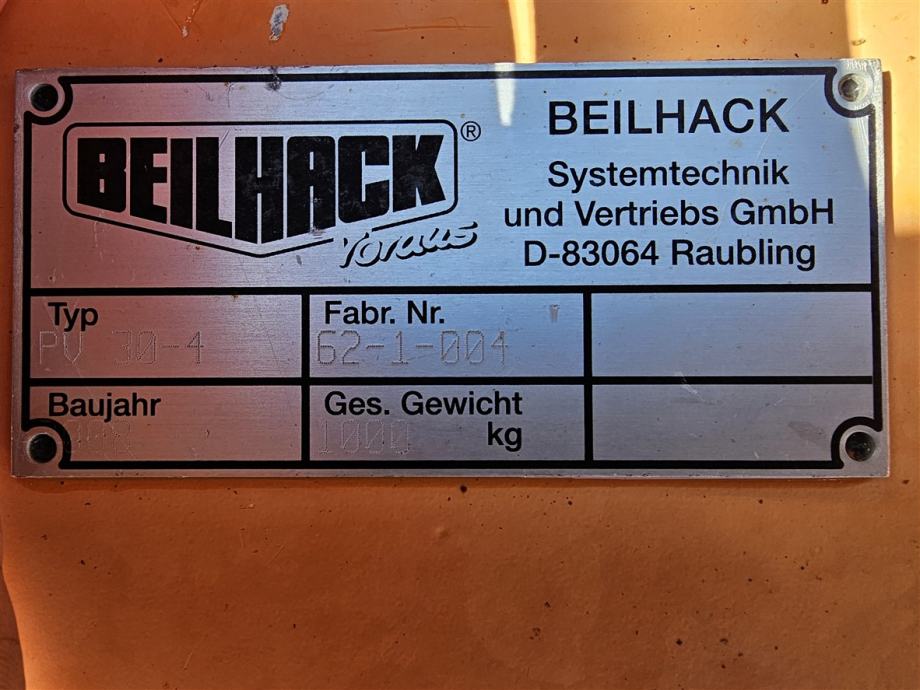 BEILHACK®
Voraus
BEILHACK
Systemtechnik
und Vertriebs GmbH
D-83064 Raubling
Typ
PV 30-4
Fabr. Nr.
62-1-004
Baujahr
Ges. Gewicht
1000 kg